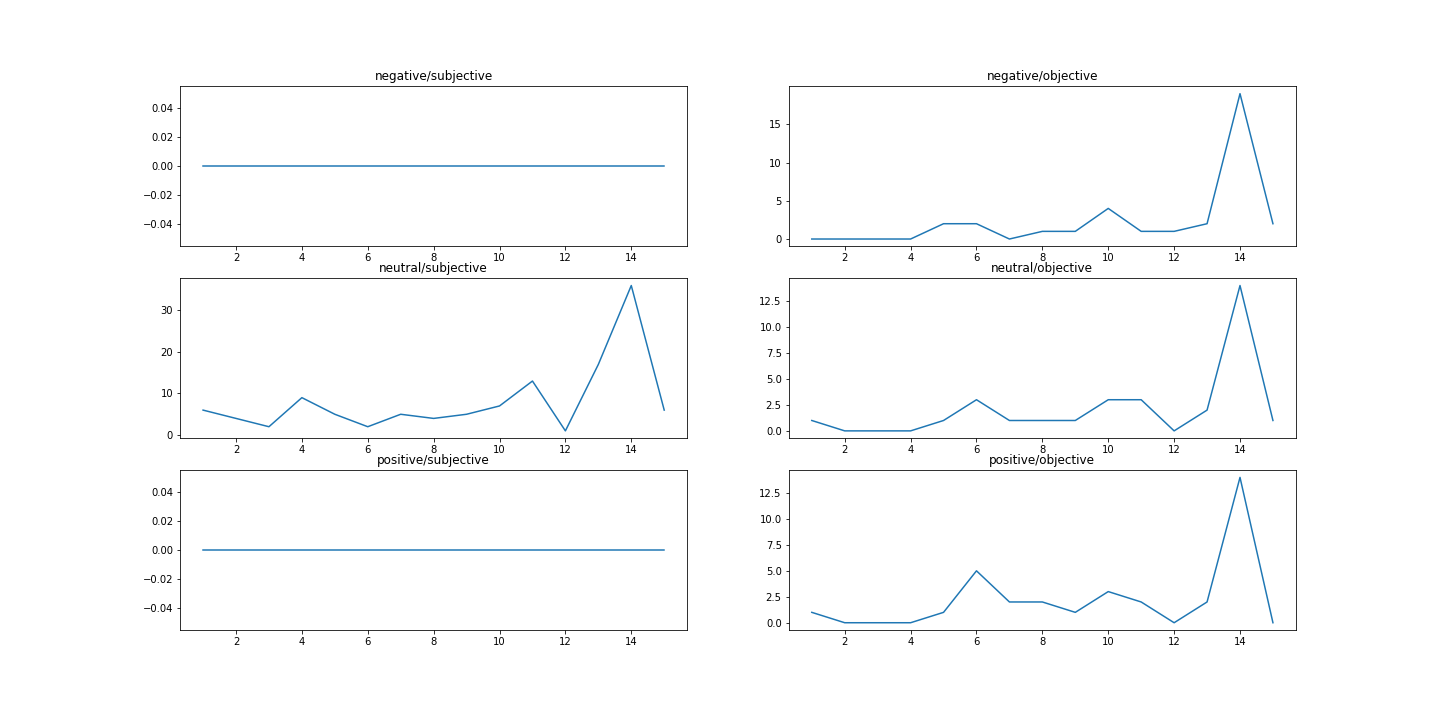 negative/subjective
0.04
0.02
0.00
−0.02
−0.04
2 4 6 8 10 12 14
negative/objective
15
10
5
0
2 4 6 8 10 12 14
neutral/subjective
30
20
10
0
2 4 6 8 10 12 14
neutral/objective
12.5
10.0
7.5
5.0
2.5
0.0
2 4 6 8 10 12 14
positive/subjective
0.04
0.02
0.00
−0.02
−0.04
2 4 6 8 10 12 14
positive/objective
12.5
10.0
7.5
5.0
2.5
0.0
2 4 6 8 10 12 14